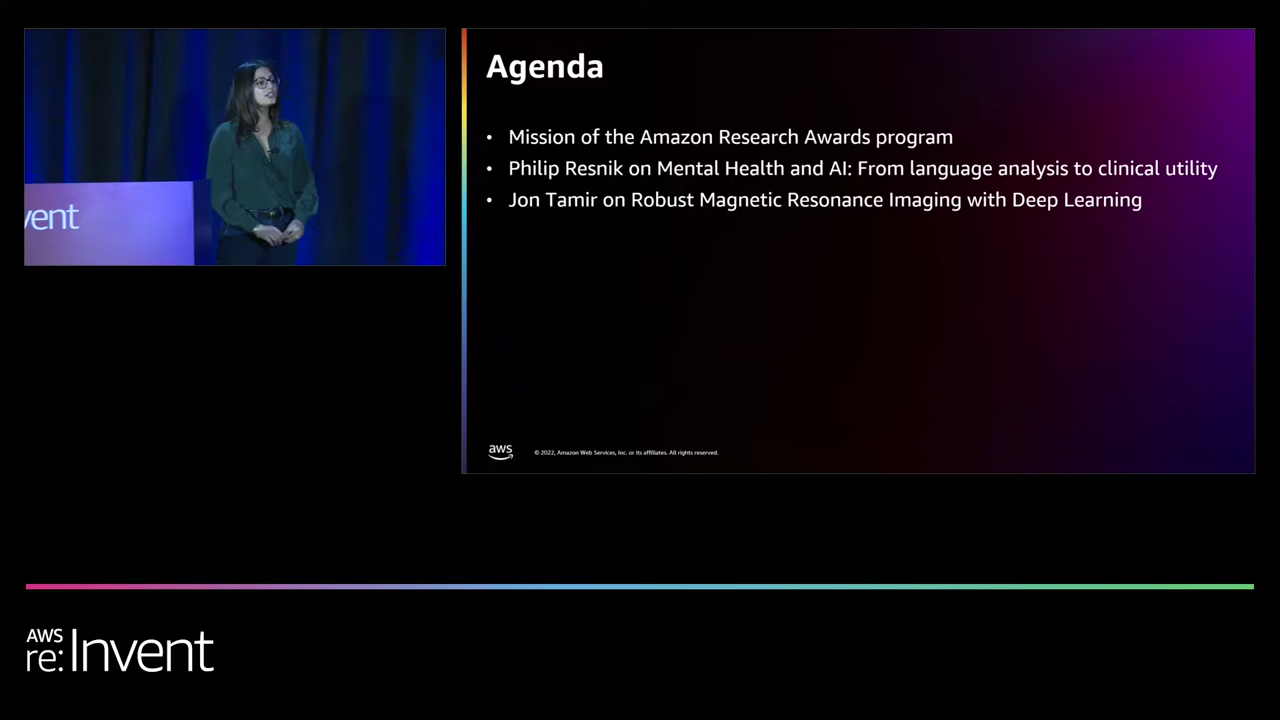 vent
Agenda
• Mission of the Amazon Research Awards program
• Philip Resnik on Mental Health and AI: From language analysis to clinical utility
• Jon Tamir on Robust Magnetic Resonance Imaging with Deep Learning
aws
© 2022, Amazon Web Services, Inc. or its affiliates. All rights reserved.
AWS
re:Invent